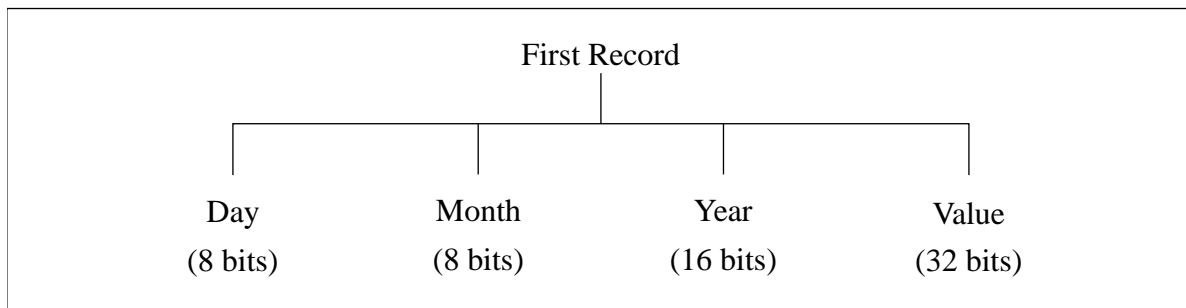 First Record
Day Month Year Value
(8 bits) (8 bits) (16 bits) (32 bits)